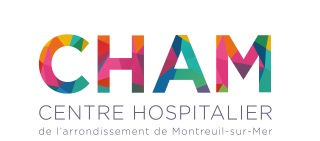 CHAM
CENTRE HOSPITALIER
de l'arrondissement de Montreuil-sur-Mer